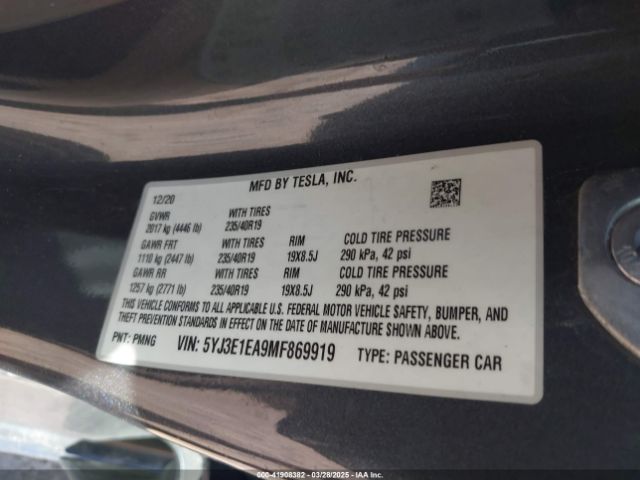 MFD BY TESLA, INC.
12/20
GVWR WITH TIRES
2017 kg (4446 lb) 235/40R19
GAWR FRT WITH TIRES RIM COLD TIRE PRESSURE
1110 kg (2447 lb) 235/40R19 19X8.5J 290 kPa, 42 psi
GAWR RR WITH TIRES RIM COLD TIRE PRESSURE
1257 kg (2771 lb) 235/40R19 19X8.5J 290 kPa, 42 psi
THIS VEHICLE CONFORMS TO ALL APPLICABLE U.S. FEDERAL MOTOR VEHICLE SAFETY, BUMPER, AND
THEFT PREVENTION STANDARDS IN EFFECT ON THE DATE OF MANUFACTURE SHOWN ABOVE.
PNT: PMNG VIN: 5YJ3E1EA9MF869919 TYPE: PASSENGER CAR
000-41908382 — 03/28/2025 — IAAI.com